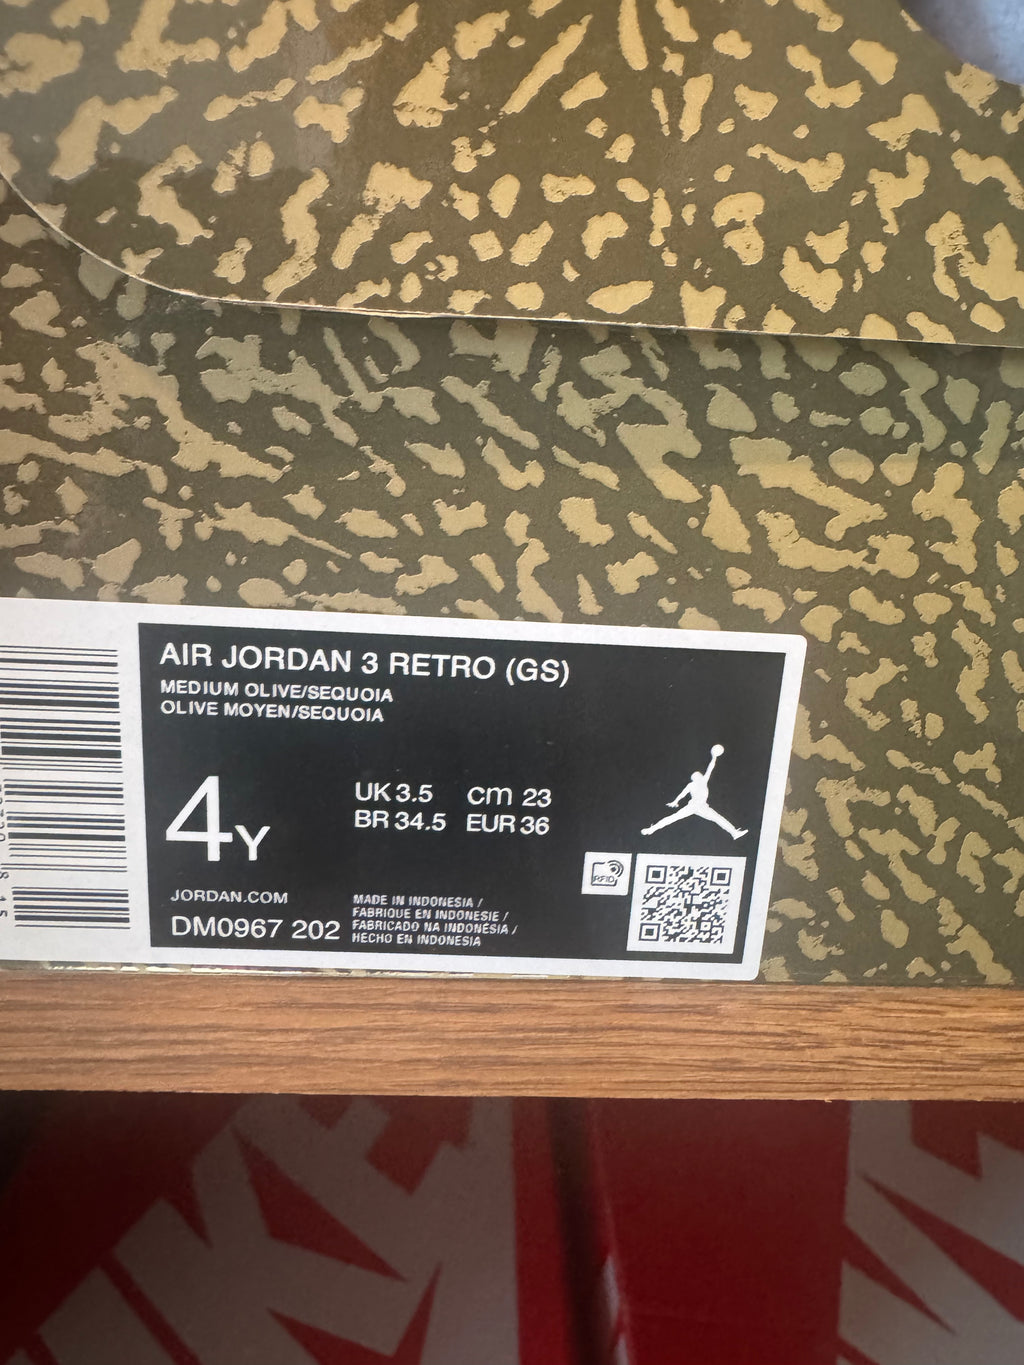 AIR JORDAN 3 RETRO (GS)
MEDIUM OLIVE/SEQUOIA
OLIVE MOYEN/SEQUOIA
4Y
UK 3.5 cm 23
BR 34.5 EUR 36
RFID
JORDAN.COM
DM0967 202
MADE IN INDONESIA /
FABRIQUE EN INDONESIE /
FABRICADO NA INDONÉSIA /
HECHO EN INDONESIA